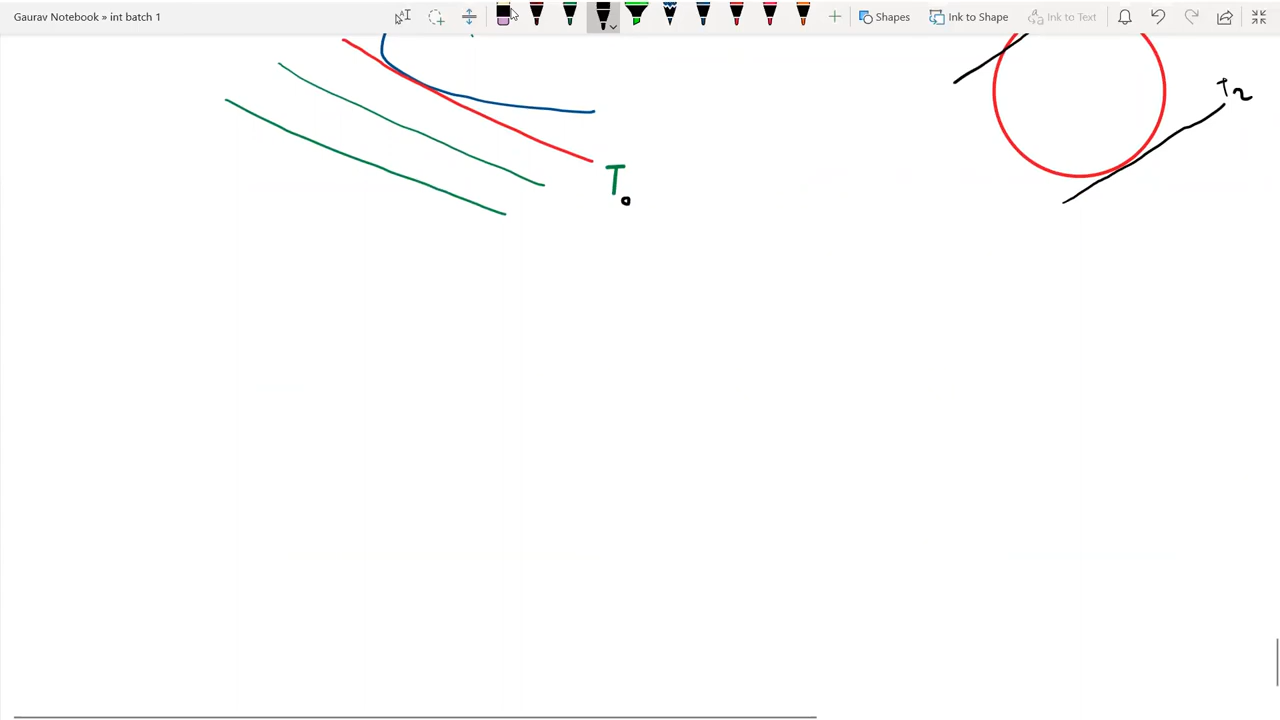 Gaurav Notebook » int batch 1
Shapes
Ink to Shape
Ink to Text
T2
T0